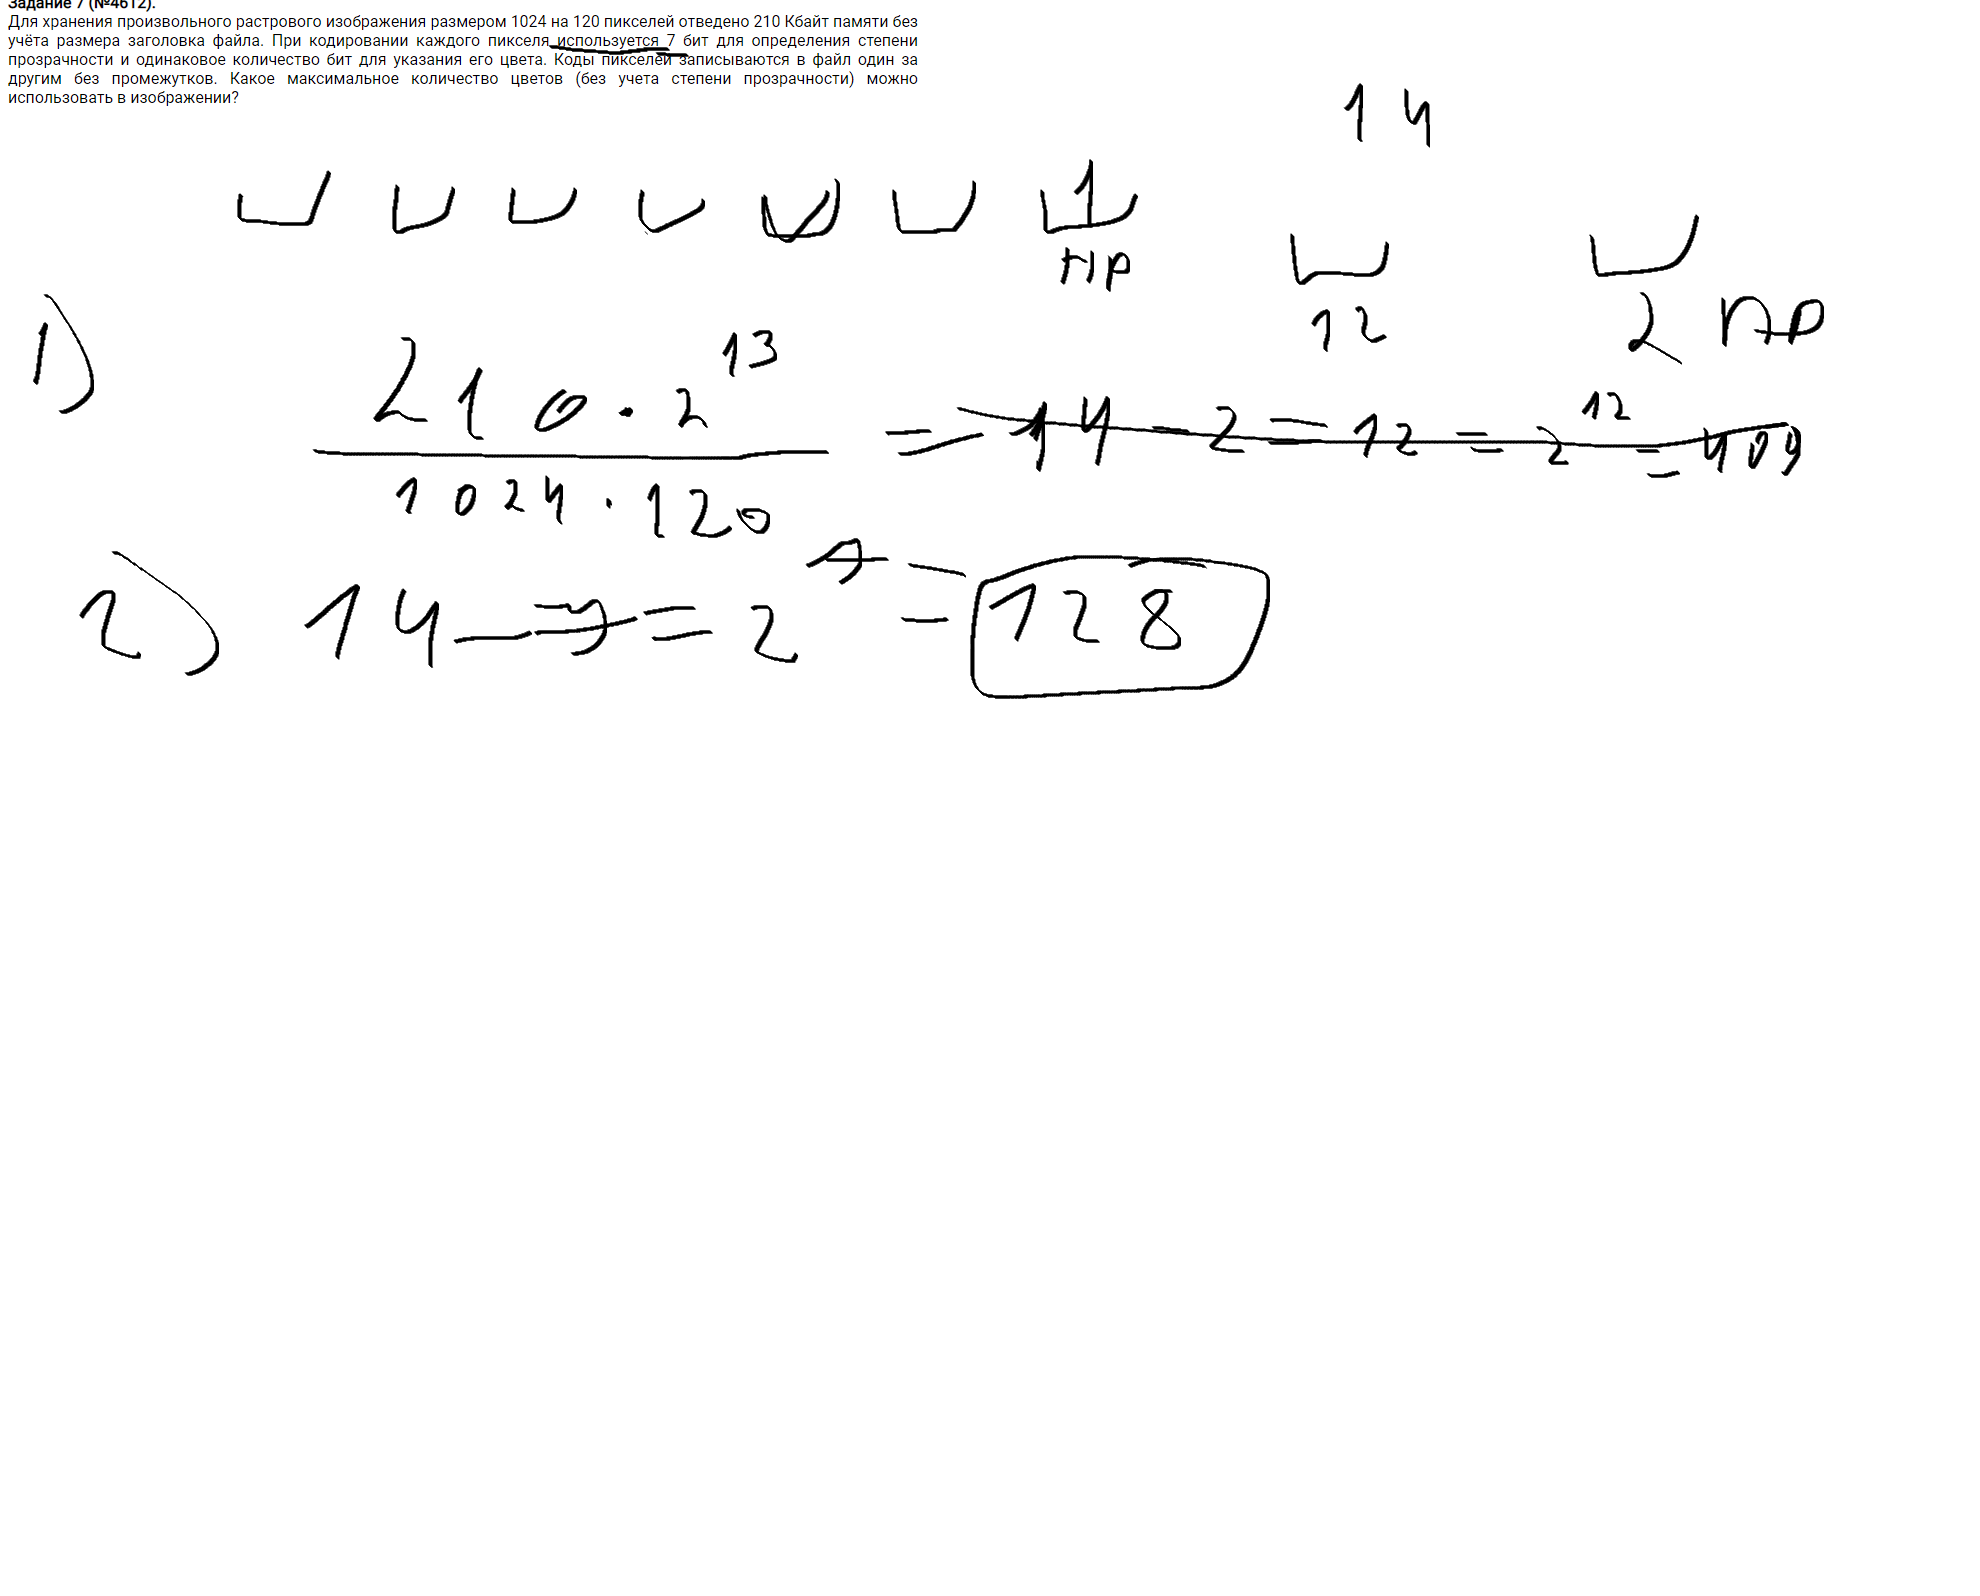 Задание 7 (№4612).
Для хранения произвольного растрового изображения размером 1024 на 120 пикселей отведено 210 Кбайт памяти без
учёта размера заголовка файла. При кодировании каждого пикселя используется 7 бит для определения степени
прозрачности и одинаковое количество бит для указания его цвета. Коды пикселей записываются в файл один за
другим без промежутков. Какое максимальное количество цветов (без учета степени прозрачности) можно
использовать в изображении?
14
1
ПР
12 2 ПР
1) 210 · 2^13 / 1024 · 120 = 14 - 2 = 12 = 2^12 = 409
2) 14 - 7 = 2^7 = 128